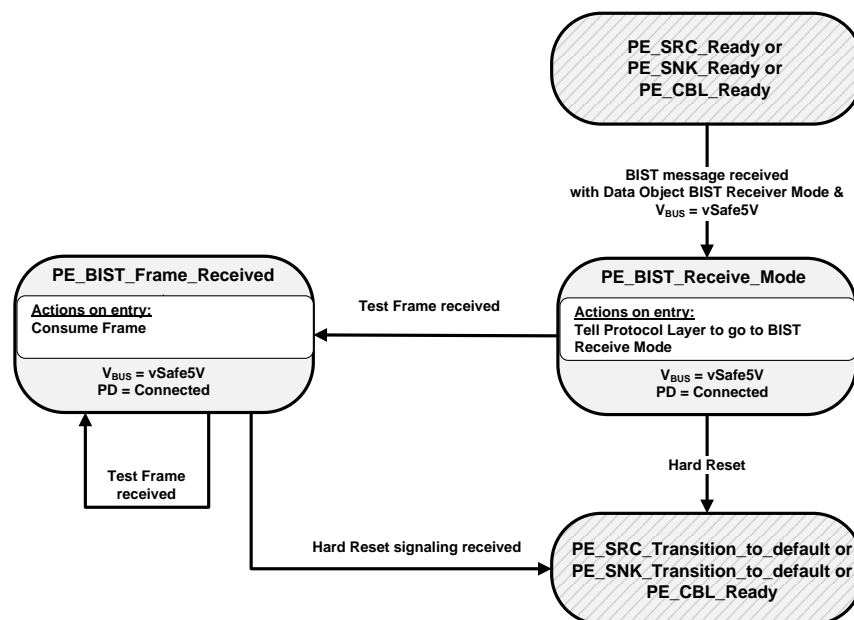 PE_SRC_Ready or
PE_SNK_Ready or
PE_CBL_Ready
BIST message received
with Data Object BIST Receiver Mode &
VBUS = vSafe5V
PE_BIST_Frame_Received
Actions on entry:
Consume Frame
VBUS = vSafe5V
PD = Connected
Test Frame received
PE_BIST_Receive_Mode
Actions on entry:
Tell Protocol Layer to go to BIST
Receive Mode
VBUS = vSafe5V
PD = Connected
Test Frame
received
Hard Reset
Hard Reset signaling received
PE_SRC_Transition_to_default or
PE_SNK_Transition_to_default or
PE_CBL_Ready